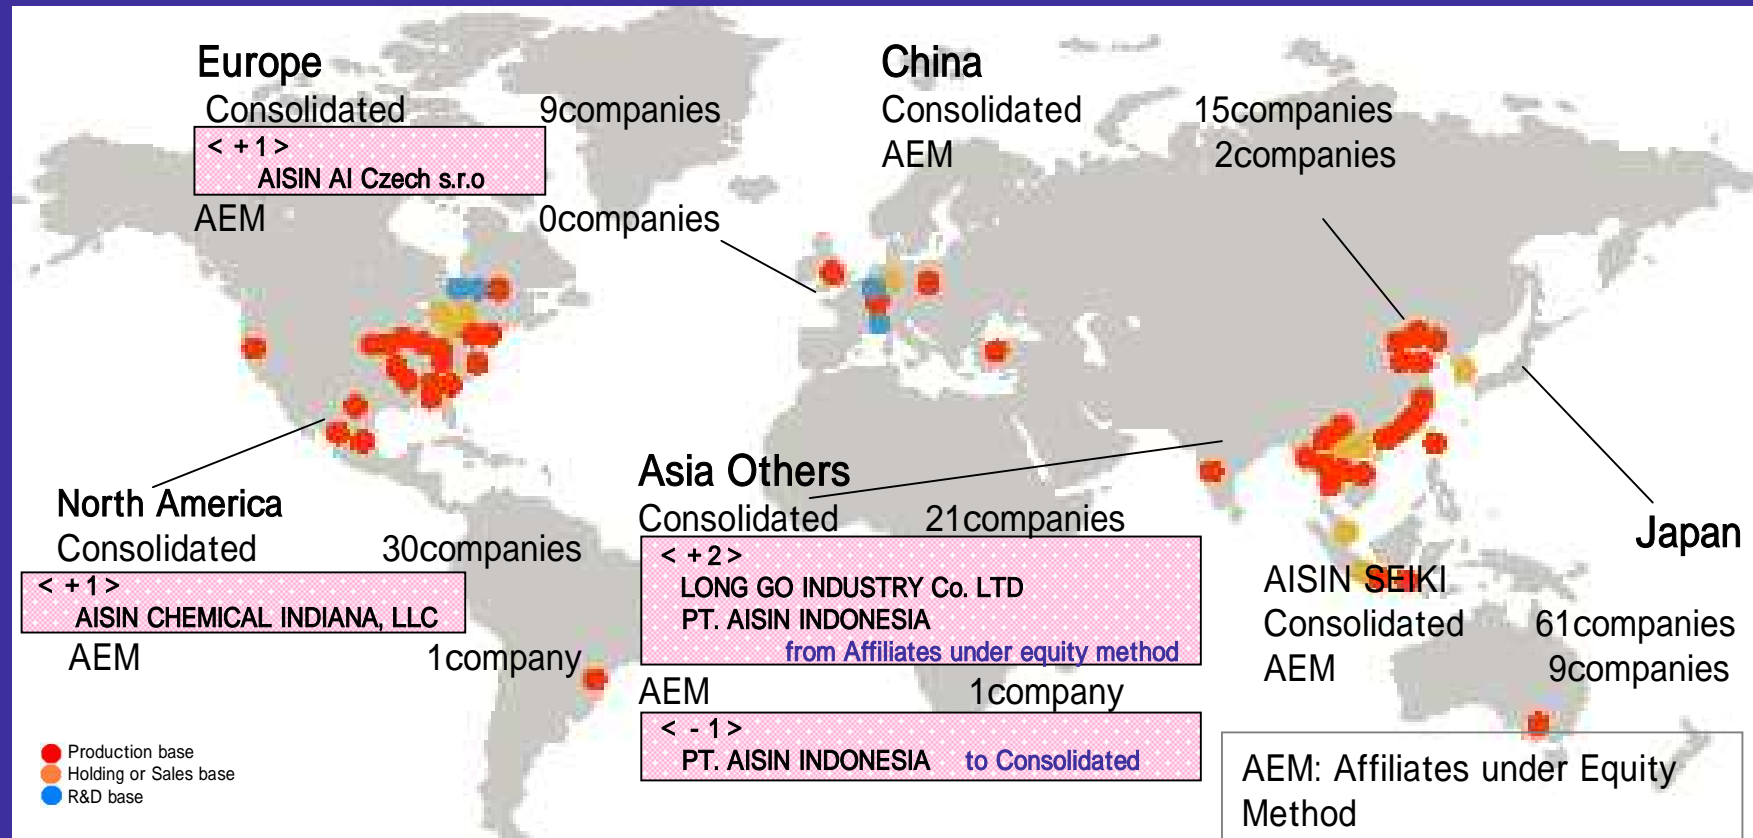 Europe
Consolidated 9companies
< + 1 >
AISIN AI Czech s.r.o
AEM 0companies
China
Consolidated 15companies
AEM 2companies
North America
Consolidated 30companies
< + 1 >
AISIN CHEMICAL INDIANA, LLC
AEM 1company
Asia Others
Consolidated 21companies
< + 2 >
LONG GO INDUSTRY Co. LTD
PT. AISIN INDONESIA
from Affiliates under equity method
AEM 1company
< - 1 >
PT. AISIN INDONESIA to Consolidated
Japan
AISIN SEIKI
Consolidated 61companies
AEM 9companies
Production base
Holding or Sales base
R&D base
AEM: Affiliates under Equity
Method